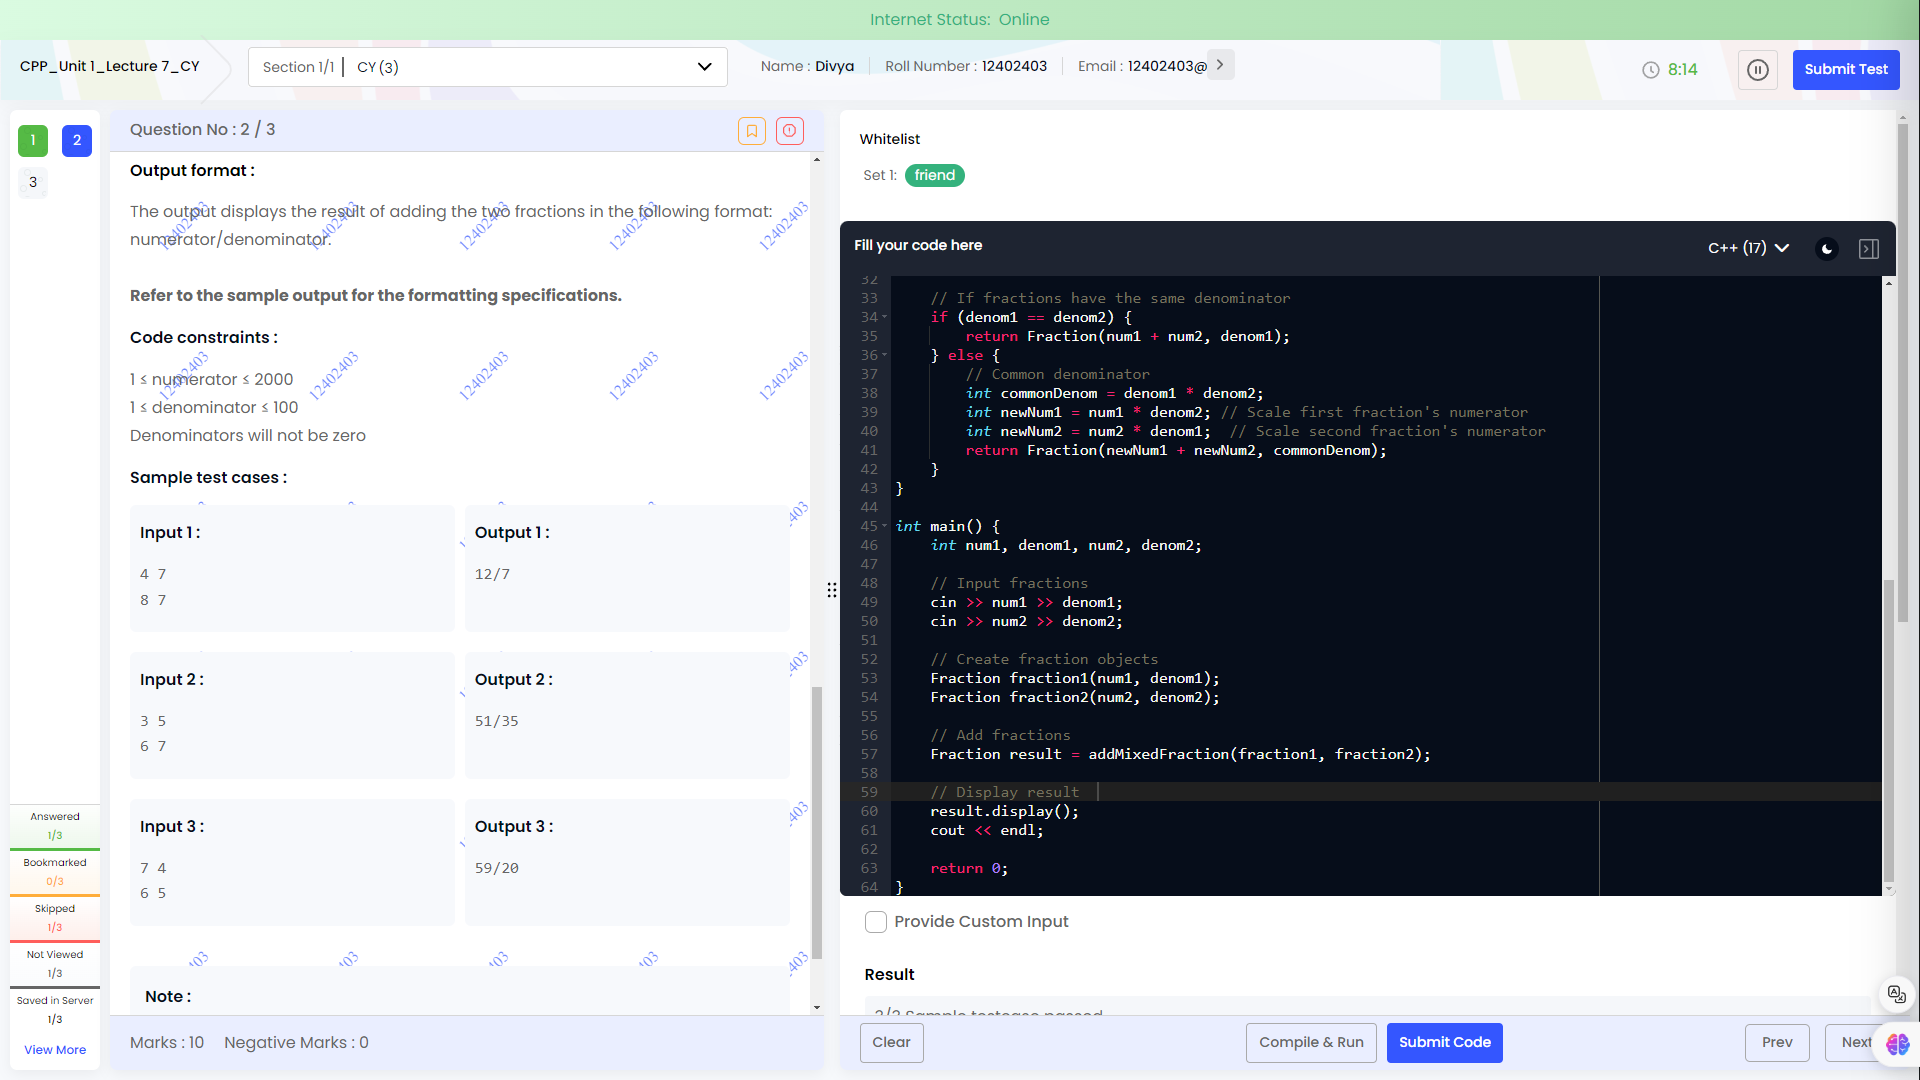 Internet Status: Online
CPP_Unit 1_Lecture 7_CY
Section 1/1 | CY (3)
Name : Divya
Roll Number : 12402403
Email : 12402403@
8:14
Submit Test
1
2
3
Answered
1/3
Bookmarked
0/3
Skipped
1/3
Not Viewed
1/3
Saved in Server
1/3
View More
Question No : 2 / 3
Output format :
The output displays the result of adding the two fractions in the following format:
numerator/denominator.
Refer to the sample output for the formatting specifications.
Code constraints :
1 ≤ numerator ≤ 2000
1 ≤ denominator ≤ 100
Denominators will not be zero
Sample test cases :
Input 1 :
4 7
8 7
Output 1 :
12/7
Input 2 :
3 5
6 7
Output 2 :
51/35
Input 3 :
7 4
6 5
Output 3 :
59/20
Note :
12402403 12402403 12402403 12402403 12402403
12402403 12402403 12402403 12402403 12402403
Marks : 10 Negative Marks : 0
Whitelist
Set 1: friend
Fill your code here
C++ (17)
32
33 // If fractions have the same denominator
34 if (denom1 == denom2) {
35 return Fraction(num1 + num2, denom1);
36 } else {
37 // Common denominator
38 int commonDenom = denom1 * denom2;
39 int newNum1 = num1 * denom2; // Scale first fraction's numerator
40 int newNum2 = num2 * denom1; // Scale second fraction's numerator
41 return Fraction(newNum1 + newNum2, commonDenom);
42 }
43 }
44
45 int main() {
46 int num1, denom1, num2, denom2;
47
48 // Input fractions
49 cin >> num1 >> denom1;
50 cin >> num2 >> denom2;
51
52 // Create fraction objects
53 Fraction fraction1(num1, denom1);
54 Fraction fraction2(num2, denom2);
55
56 // Add fractions
57 Fraction result = addMixedFraction(fraction1, fraction2);
58
59 // Display result
60 result.display();
61 cout << endl;
62
63 return 0;
64 }
Provide Custom Input
Result
Clear
Compile & Run
Submit Code
Prev
Next